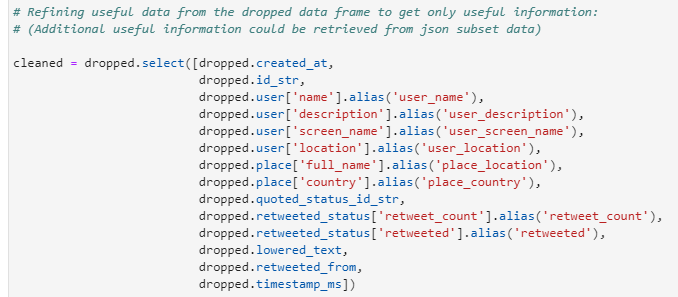 # Refining useful data from the dropped data frame to get only useful information:
# (Additional useful information could be retrieved from json subset data)
cleaned = dropped.select([dropped.created_at,
dropped.id_str,
dropped.user['name'].alias('user_name'),
dropped.user['description'].alias('user_description'),
dropped.user['screen_name'].alias('user_screen_name'),
dropped.user['location'].alias('user_location'),
dropped.place['full_name'].alias('place_location'),
dropped.place['country'].alias('place_country'),
dropped.quoted_status_id_str,
dropped.retweeted_status['retweet_count'].alias('retweet_count'),
dropped.retweeted_status['retweeted'].alias('retweeted'),
dropped.lowered_text,
dropped.retweeted_from,
dropped.timestamp_ms])